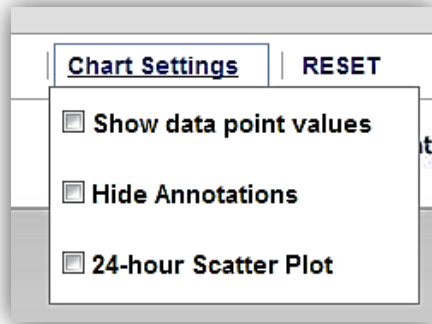 Chart Settings | RESET
Show data point values
Hide Annotations
24-hour Scatter Plot